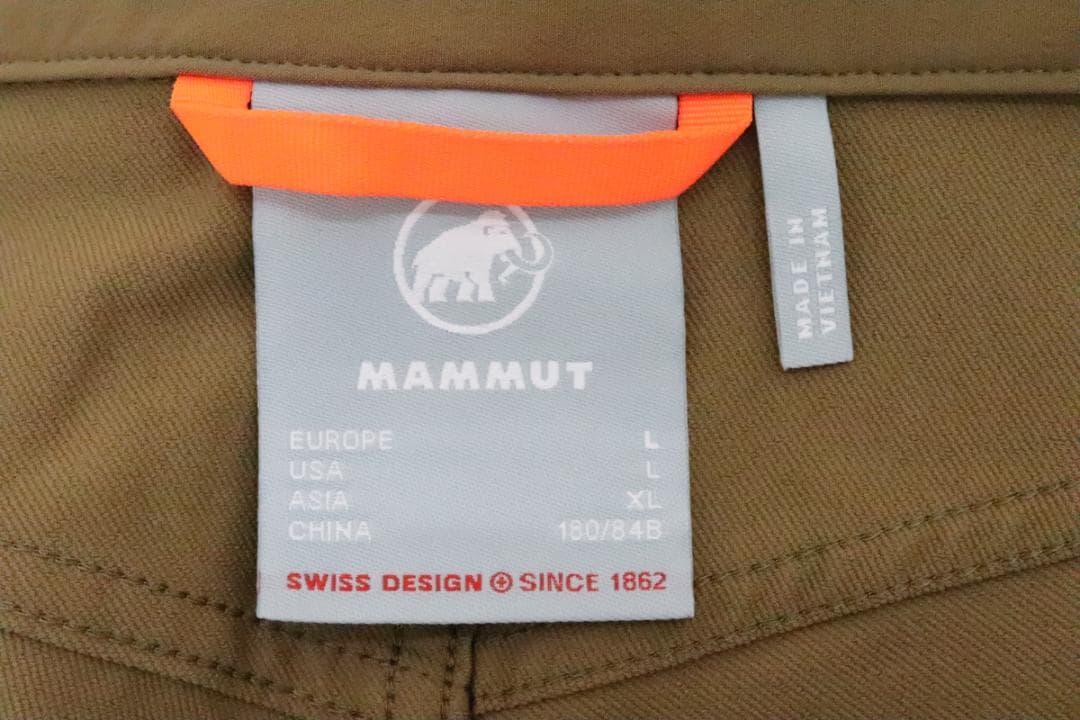 MAMMUT
EUROPE L
USA L
ASIA XL
CHINA 180/84B
SWISS DESIGN SINCE 1862
MADE IN
VIETNAM